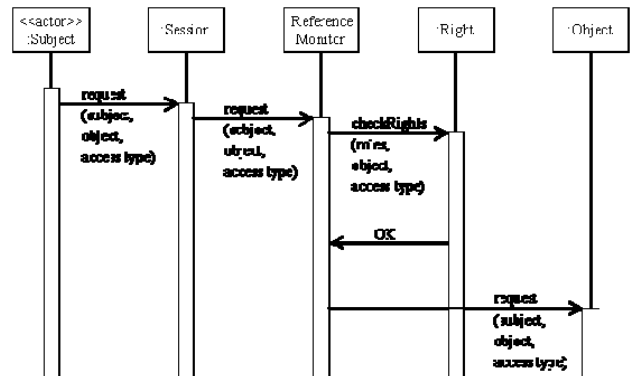 <<actor>>
:Subject
:Session
Reference
Monitor
:Right
:Object
request
(subject,
object,
access type)
request
(subject,
object,
access type)
checkRights
(roles,
object,
access type)
OK
request
(subject,
object,
access type)